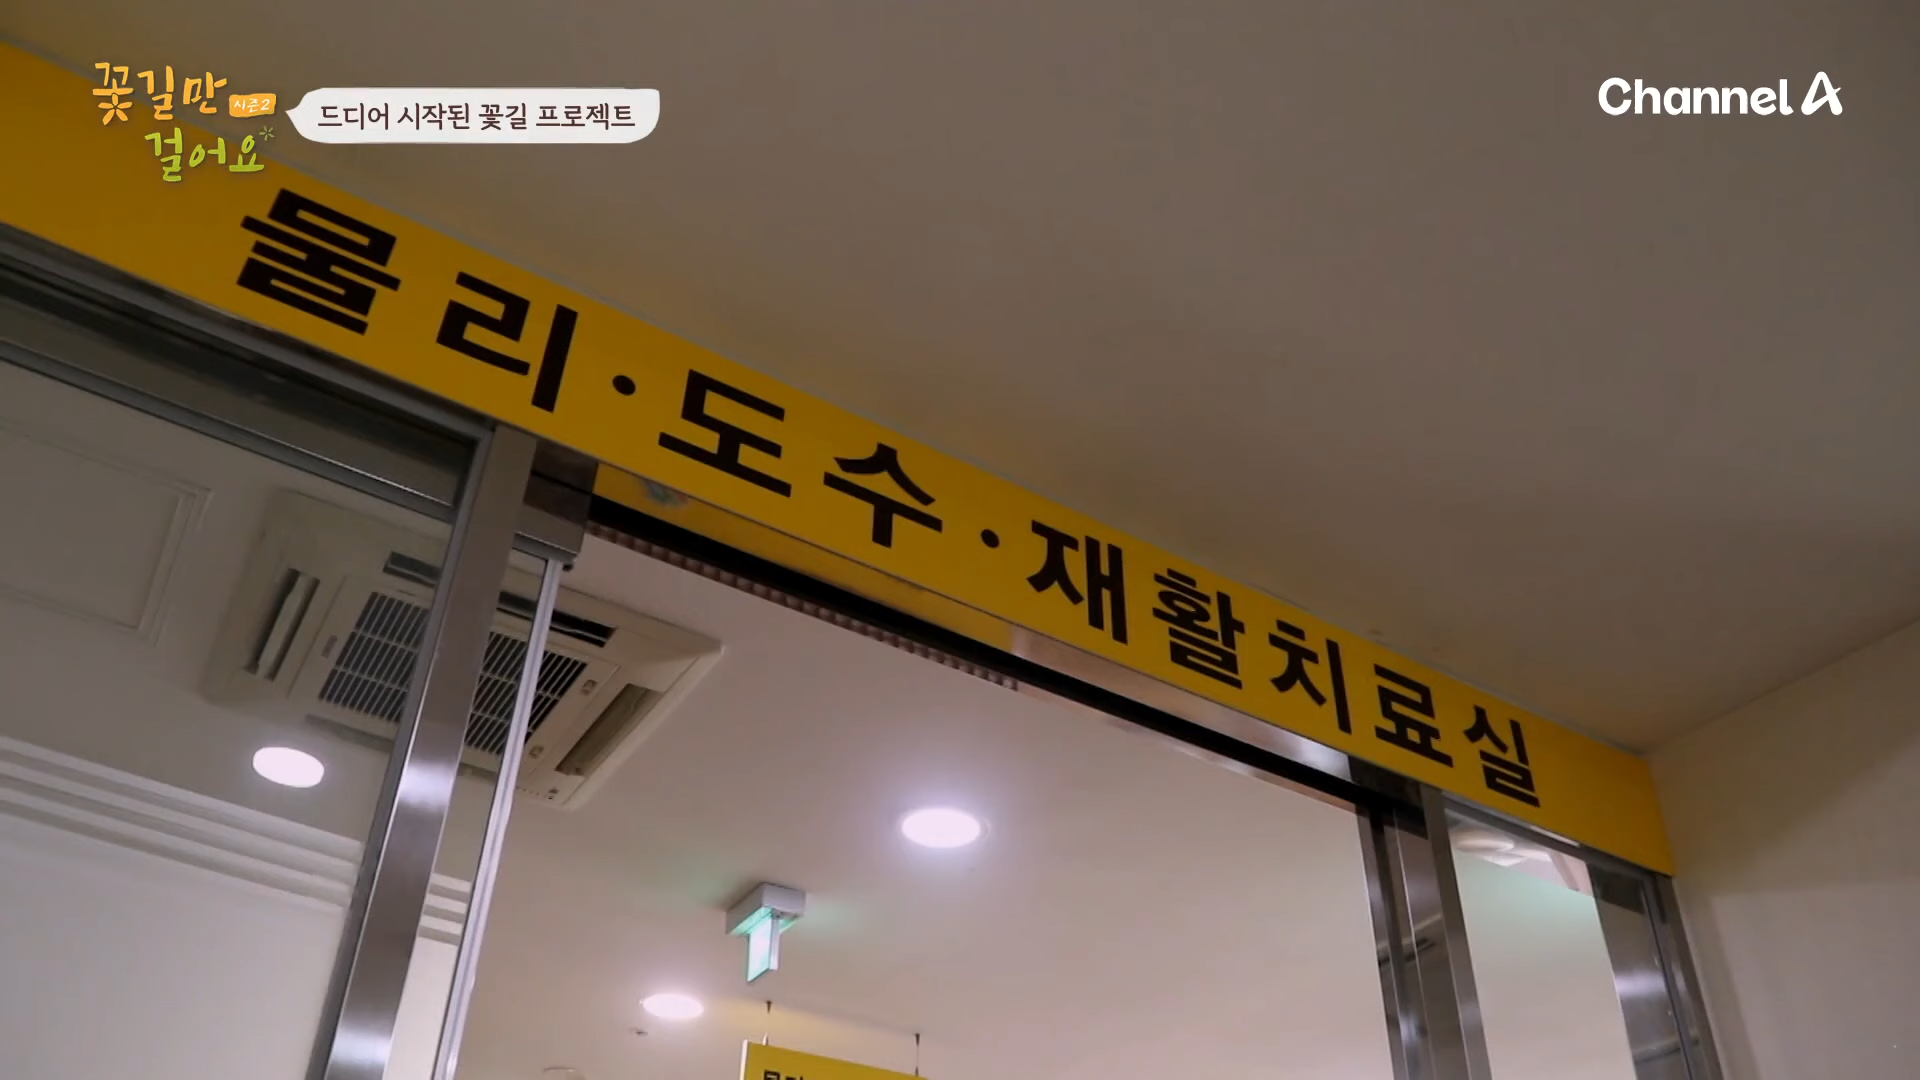 꽃길만
시즌2
걸어요
드디어 시작된 꽃길 프로젝트
Channel A
물리·도수·재활치료실